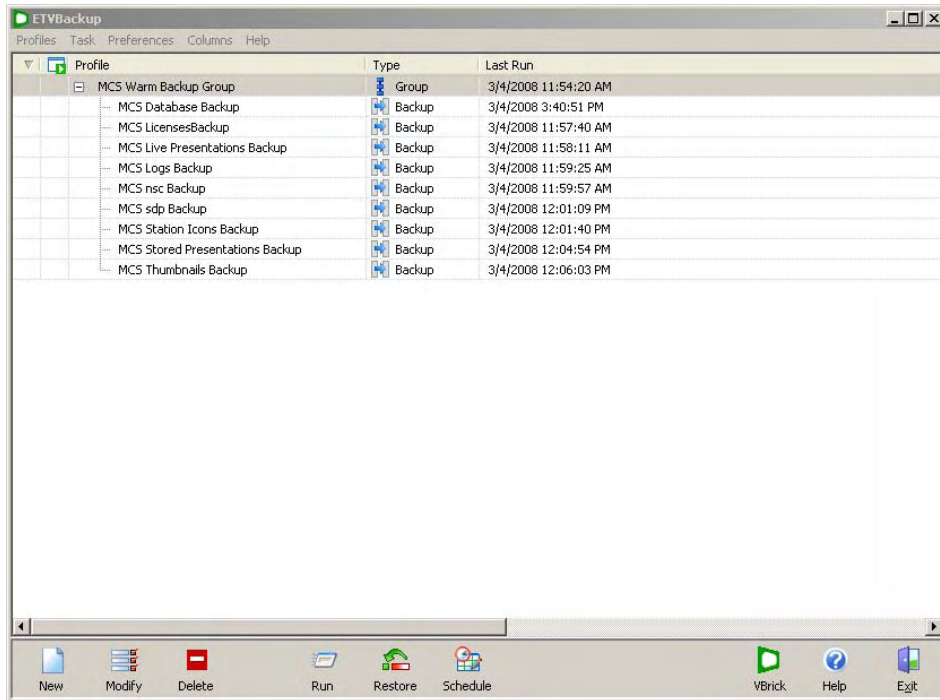 ETVBackup
Profiles Task Preferences Columns Help
Profile Type Last Run
MCS Warm Backup Group Group 3/4/2008 11:54:20 AM
MCS Database Backup Backup 3/4/2008 3:40:51 PM
MCS LicensesBackup Backup 3/4/2008 11:57:40 AM
MCS Live Presentations Backup Backup 3/4/2008 11:58:11 AM
MCS Logs Backup Backup 3/4/2008 11:59:25 AM
MCS nsc Backup Backup 3/4/2008 11:59:57 AM
MCS sdp Backup Backup 3/4/2008 12:01:09 PM
MCS Station Icons Backup Backup 3/4/2008 12:01:40 PM
MCS Stored Presentations Backup Backup 3/4/2008 12:04:54 PM
MCS Thumbnails Backup Backup 3/4/2008 12:06:03 PM
New Modify Delete Run Restore Schedule VBrick Help Exit